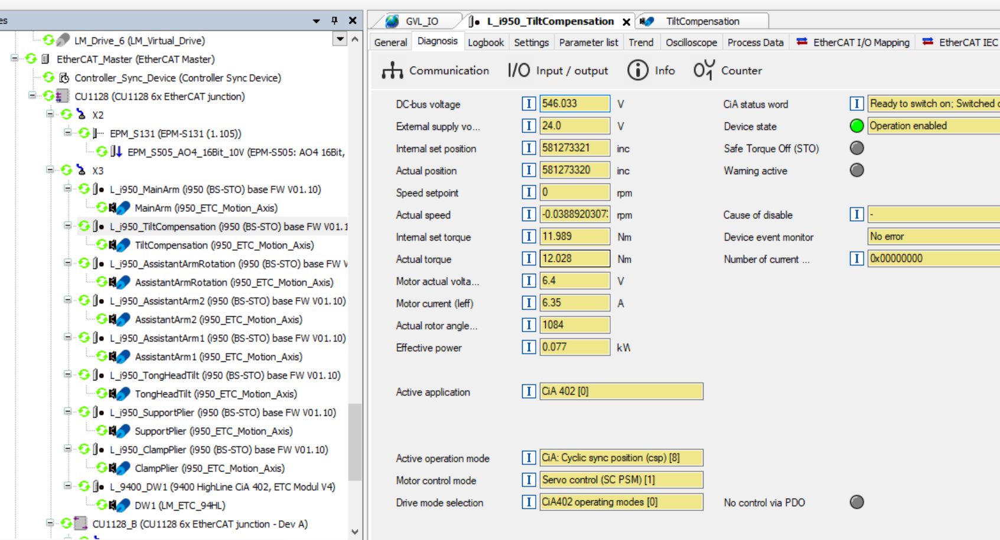 es
LM_Drive_6 (LM_Virtual_Drive)
EtherCAT_Master (EtherCAT Master)
Controller_Sync_Device (Controller Sync Device)
CU1128 (CU1128 6x EtherCAT junction)
X2
EPM_S131 (EPM-S131 (1.105))
EPM_S505_AO4_16Bit_10V (EPM-S505: AO4 16Bit,
X3
L_i950_MainArm (i950 (BS-STO) base FW V01.10)
MainArm (i950_ETC_Motion_Axis)
L_i950_TiltCompensation (i950 (BS-STO) base FW V01.1
TiltCompensation (i950_ETC_Motion_Axis)
L_i950_AssistantArmRotation (i950 (BS-STO) base FW V
AssistantArmRotation (i950_ETC_Motion_Axis)
L_i950_AssistantArm2 (i950 (BS-STO) base FW V01.10)
AssistantArm2 (i950_ETC_Motion_Axis)
L_i950_AssistantArm1 (i950 (BS-STO) base FW V01.10)
AssistantArm1 (i950_ETC_Motion_Axis)
L_i950_TongHeadTilt (i950 (BS-STO) base FW V01.10)
TongHeadTilt (i950_ETC_Motion_Axis)
L_i950_SupportPlier (i950 (BS-STO) base FW V01.10)
SupportPlier (i950_ETC_Motion_Axis)
L_i950_ClampPlier (i950 (BS-STO) base FW V01.10)
ClampPlier (i950_ETC_Motion_Axis)
L_9400_DW1 (9400 HighLine CiA 402, ETC Modul V4)
DW1 (LM_ETC_94HL)
CU1128_B (CU1128 6x EtherCAT junction - Dev A)
GVL_IO L_i950_TiltCompensation TiltCompensation
General Diagnosis Logbook Settings Parameter list Trend Oscilloscope Process Data EtherCAT I/O Mapping EtherCAT IEC
Communication I/O Input / output Info Counter
DC-bus voltage I 546.033 V CiA status word I Ready to switch on; Switched
External supply vo... I 24.0 V Device state Operation enabled
Internal set position I 581273321 inc Safe Torque Off (STO)
Actual position I 581273320 inc Warning active
Speed setpoint I 0 rpm
Actual speed I -0.0388920307 rpm Cause of disable I -
Internal set torque I 11.989 Nm Device event monitor No error
Actual torque I 12.028 Nm Number of current ... I 0x00000000
Motor actual volta... I 6.4 V
Motor current (Ieff) I 6.35 A
Actual rotor angle... I 1084
Effective power I 0.077 kW
Active application I CiA 402 [0]
Active operation mode I CiA: Cyclic sync position (csp) [8]
Motor control mode I Servo control (SC PSM) [1]
Drive mode selection I CiA402 operating modes [0] No control via PDO